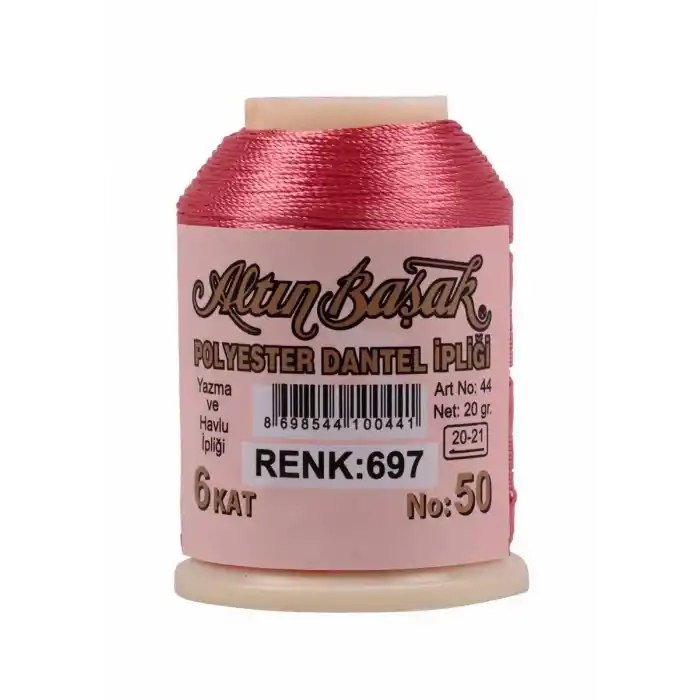 Altın Başak®
POLYESTER DANTEL İPLİĞİ
Yazma
ve
Havlu
İpliği
8 698544 100441
Art No: 44
Net: 20 gr.
20-21
RENK:697
6 KAT
No: 50